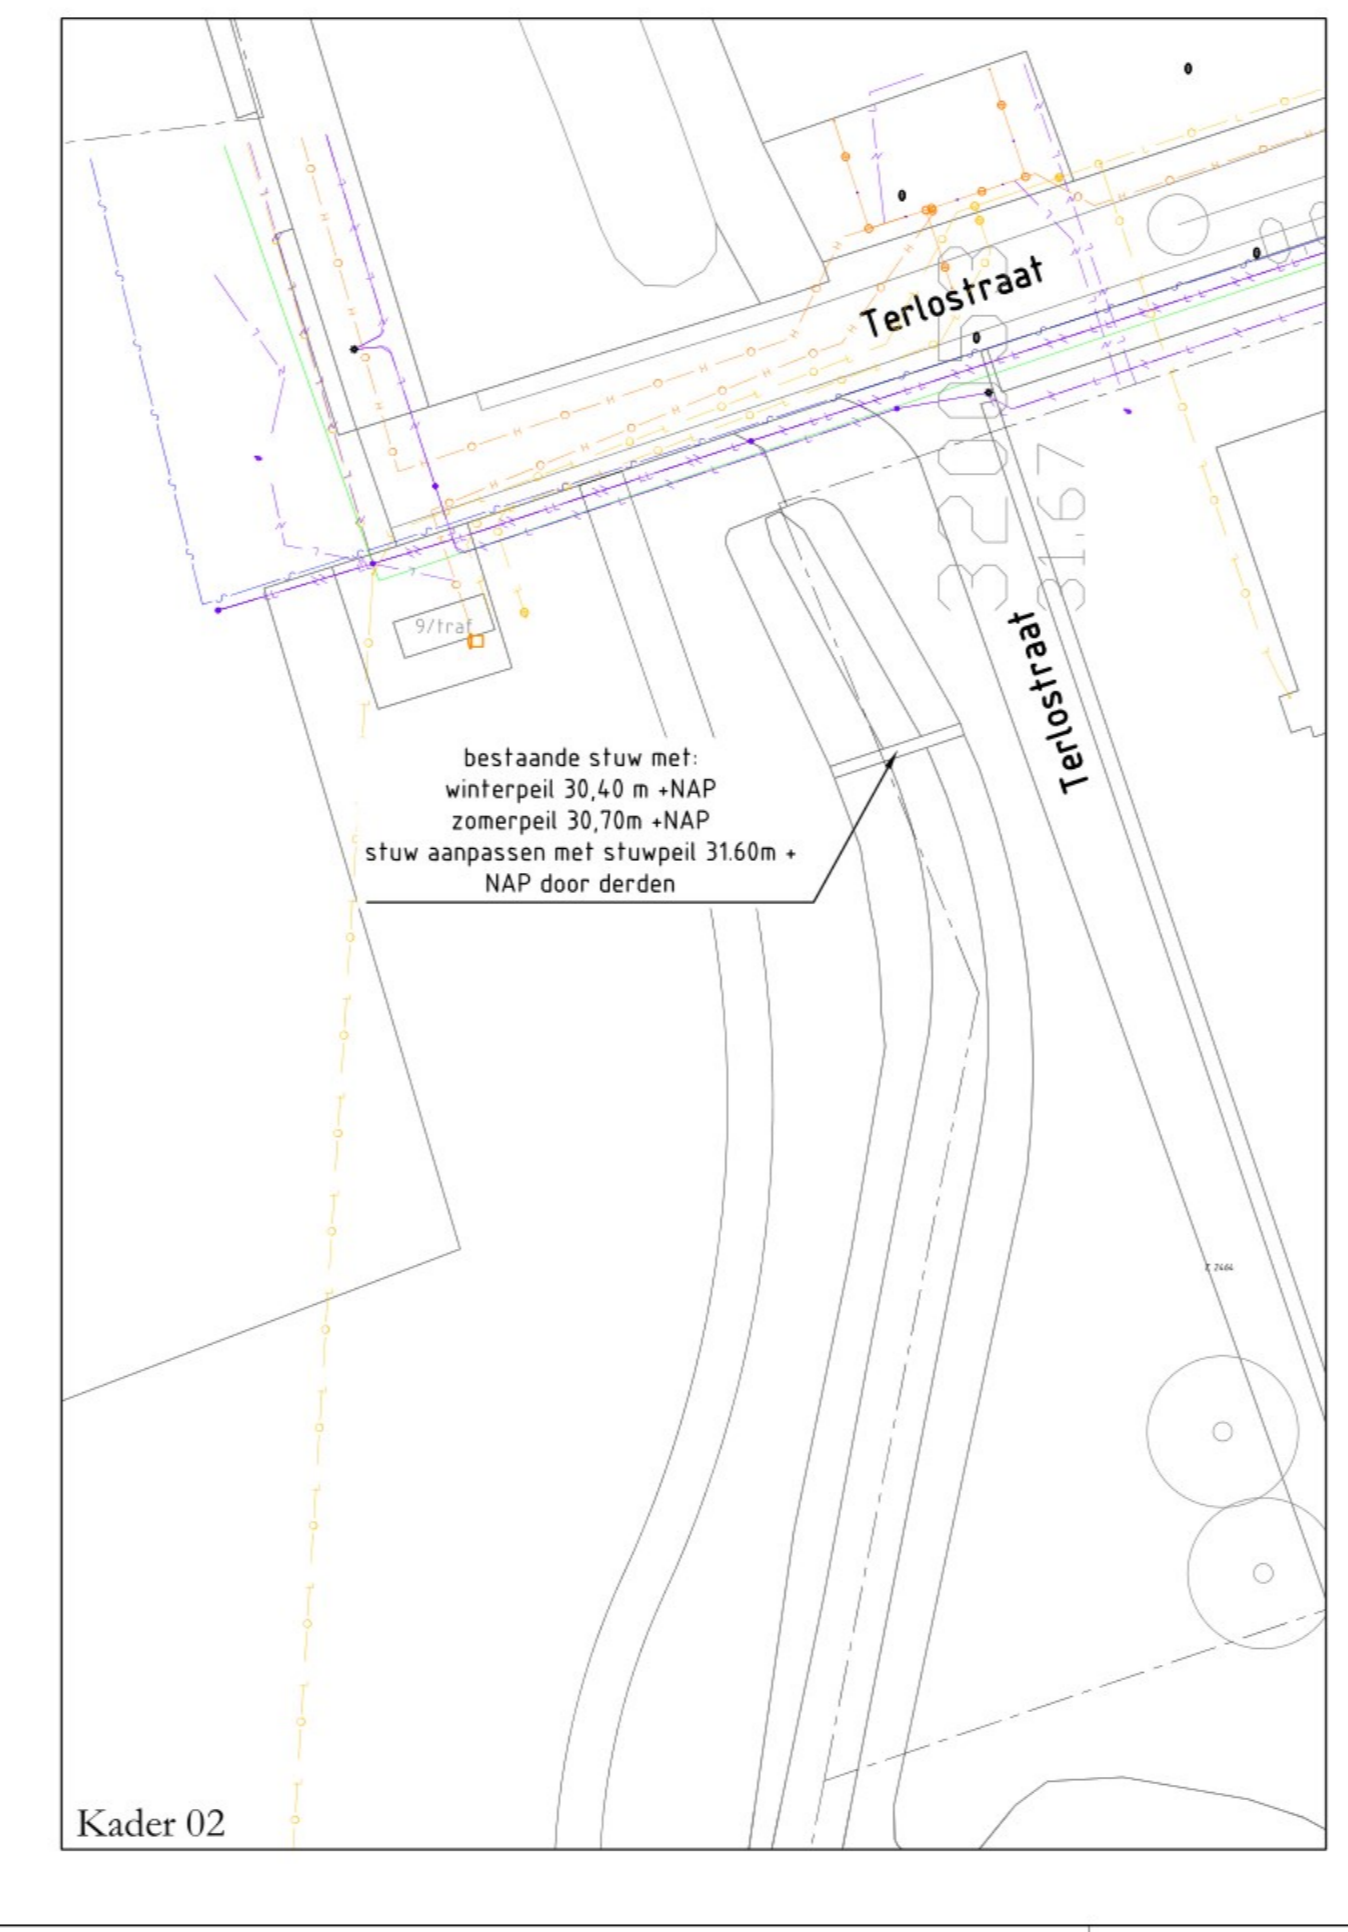 Terlostraat
32.03
31.67
9/traf
Terlostraat
bestaande stuw met:
winterpeil 30,40 m +NAP
zomerpeil 30,70m +NAP
stuw aanpassen met stuwpeil 31.60m +
NAP door derden
Kader 02